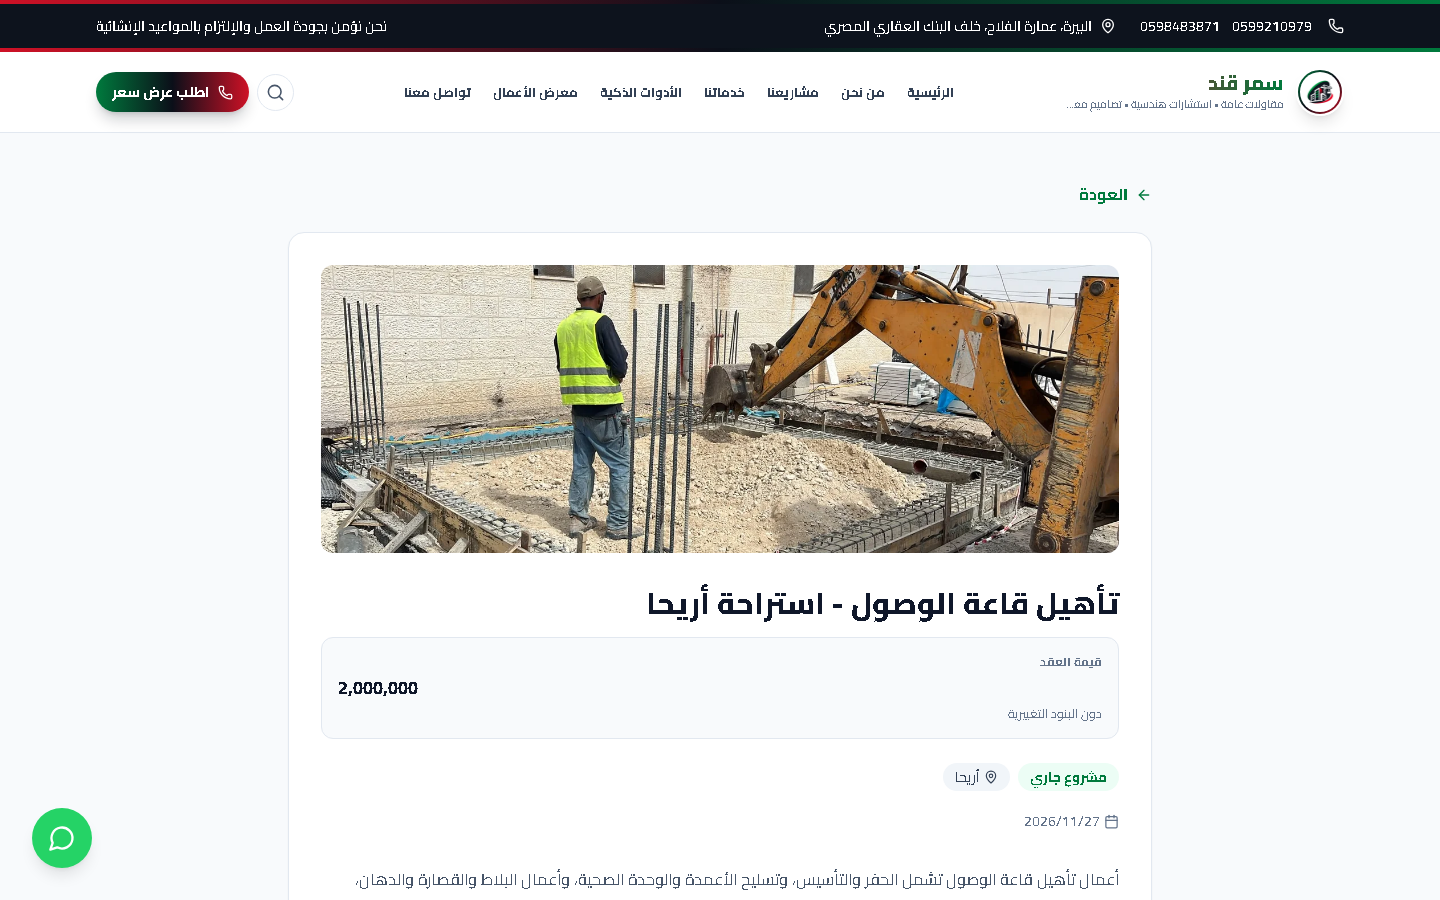 0599210979 0598483871
البيرة، عمارة الفلاح، خلف البنك العقاري المصري
نحن نؤمن بجودة العمل والإلتزام بالمواعيد الإنشائية
سمر قند
مقاولات عامة • استشارات هندسية • تصاميم مع...
الرئيسية
من نحن
مشاريعنا
خدماتنا
الأدوات الذكية
معرض الأعمال
تواصل معنا
اطلب عرض سعر
العودة
تأهيل قاعة الوصول - استراحة أريحا
قيمة العقد
2,000,000
دون البنود التغييرية
مشروع جاري
أريحا
2026/11/27
أعمال تأهيل قاعة الوصول تشمل الحفر والتأسيس، وتسليح الأعمدة والوحدة الصحية، وأعمال البلاط والقصارة والدهان،